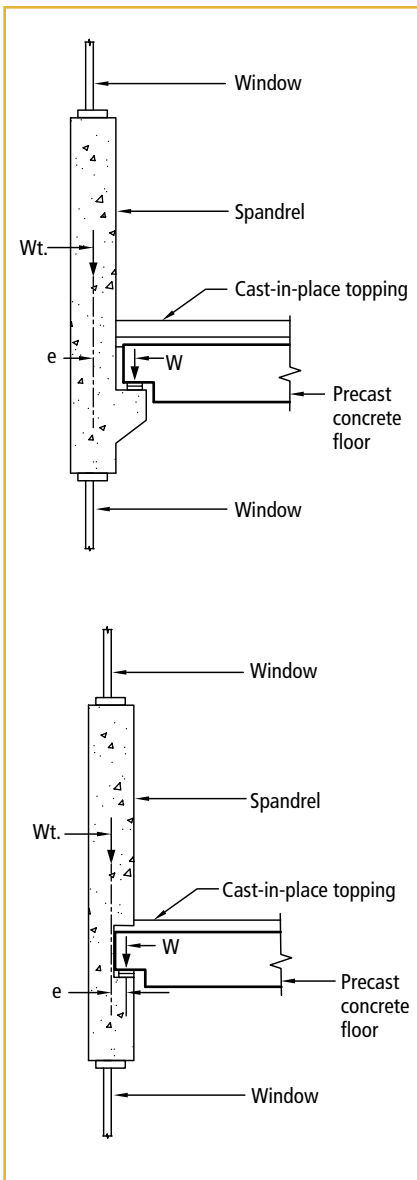 Window
Spandrel
Wt.
Cast-in-place topping
e
W
Precast
concrete
floor
Window
Window
Spandrel
Wt.
Cast-in-place topping
W
e
Precast
concrete
floor
Window